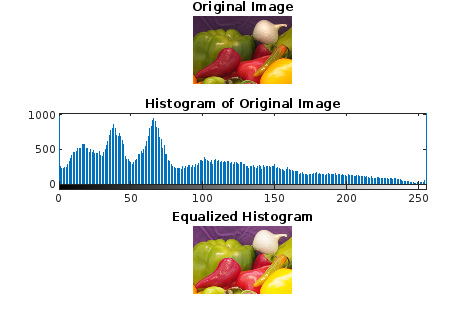 Original Image
Histogram of Original Image
1000
500
0
0 50 100 150 200 250
Equalized Histogram